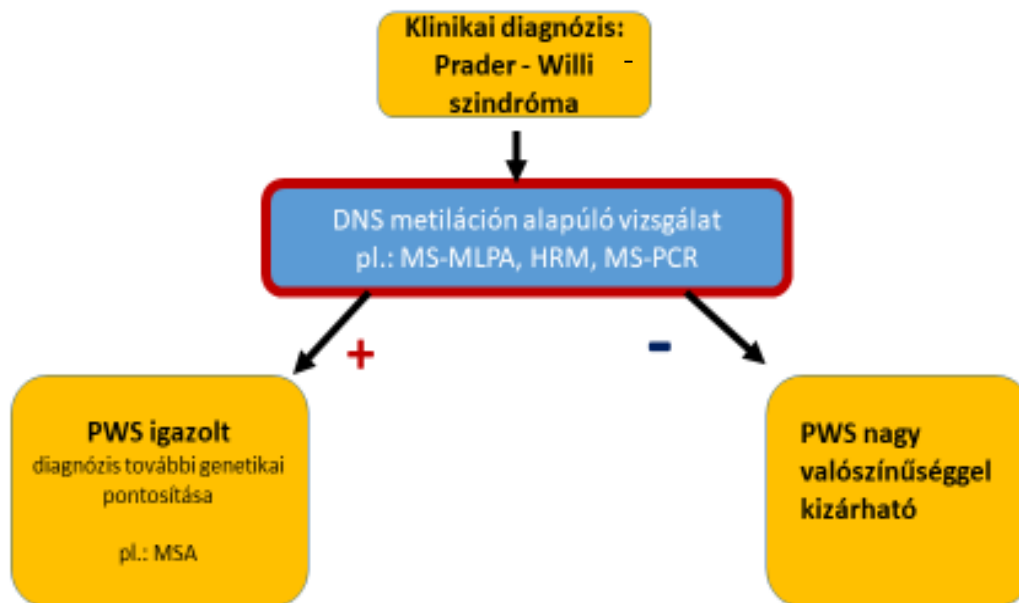 Klinikai diagnózis:
Prader - Willi -
szindróma
DNS metiláción alapúló vizsgálat
pl.: MS-MLPA, HRM, MS-PCR
+
-
PWS igazolt
diagnózis további genetikai
pontosítása
pl.: MSA
PWS nagy
valószínűséggel
kizárható